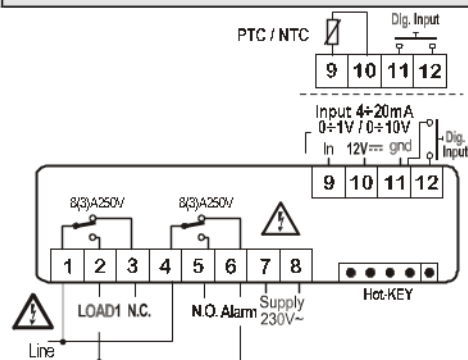 PTC / NTC
Dig. Input
9 10 11 12
Input 4÷20mA
0÷1V / 0÷10V
In 12V⎓ gnd
Dig. Input
9 10 11 12
8(3)A250V 8(3)A250V
1 2 3 4 5 6 7 8
LOAD1 N.C. N.O. Alarm Supply
230V~
Hot-KEY
Line